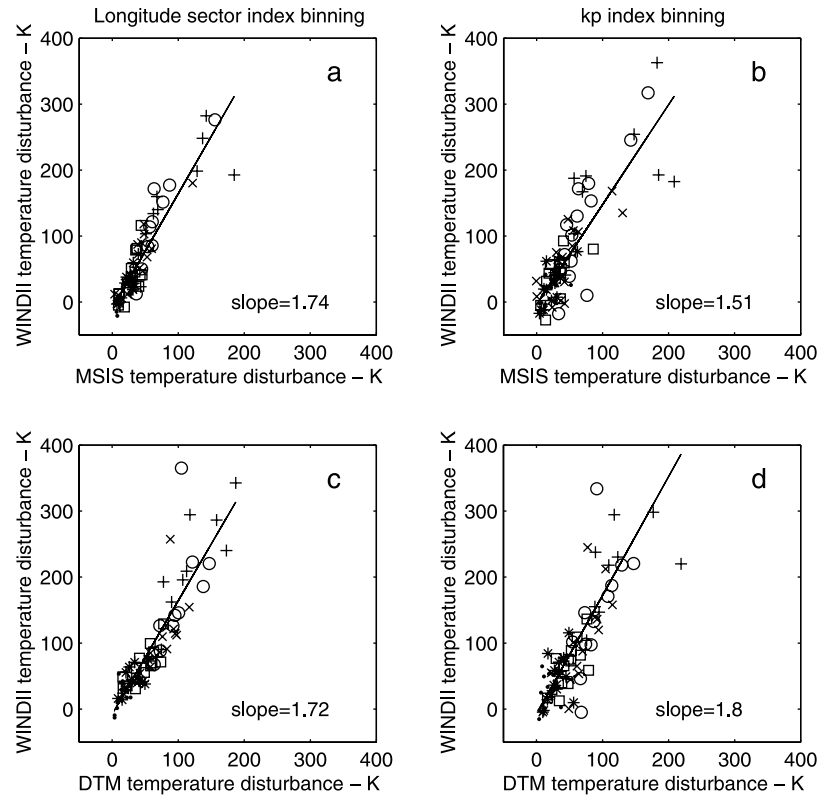 Longitude sector index binning
kp index binning
WINDII temperature disturbance – K
400
300
200
100
0
a
slope=1.74
0 100 200 300 400
MSIS temperature disturbance – K
WINDII temperature disturbance – K
400
300
200
100
0
b
slope=1.51
0 100 200 300 400
MSIS temperature disturbance – K
WINDII temperature disturbance – K
400
300
200
100
0
c
slope=1.72
0 100 200 300 400
DTM temperature disturbance – K
WINDII temperature disturbance – K
400
300
200
100
0
d
slope=1.8
0 100 200 300 400
DTM temperature disturbance – K